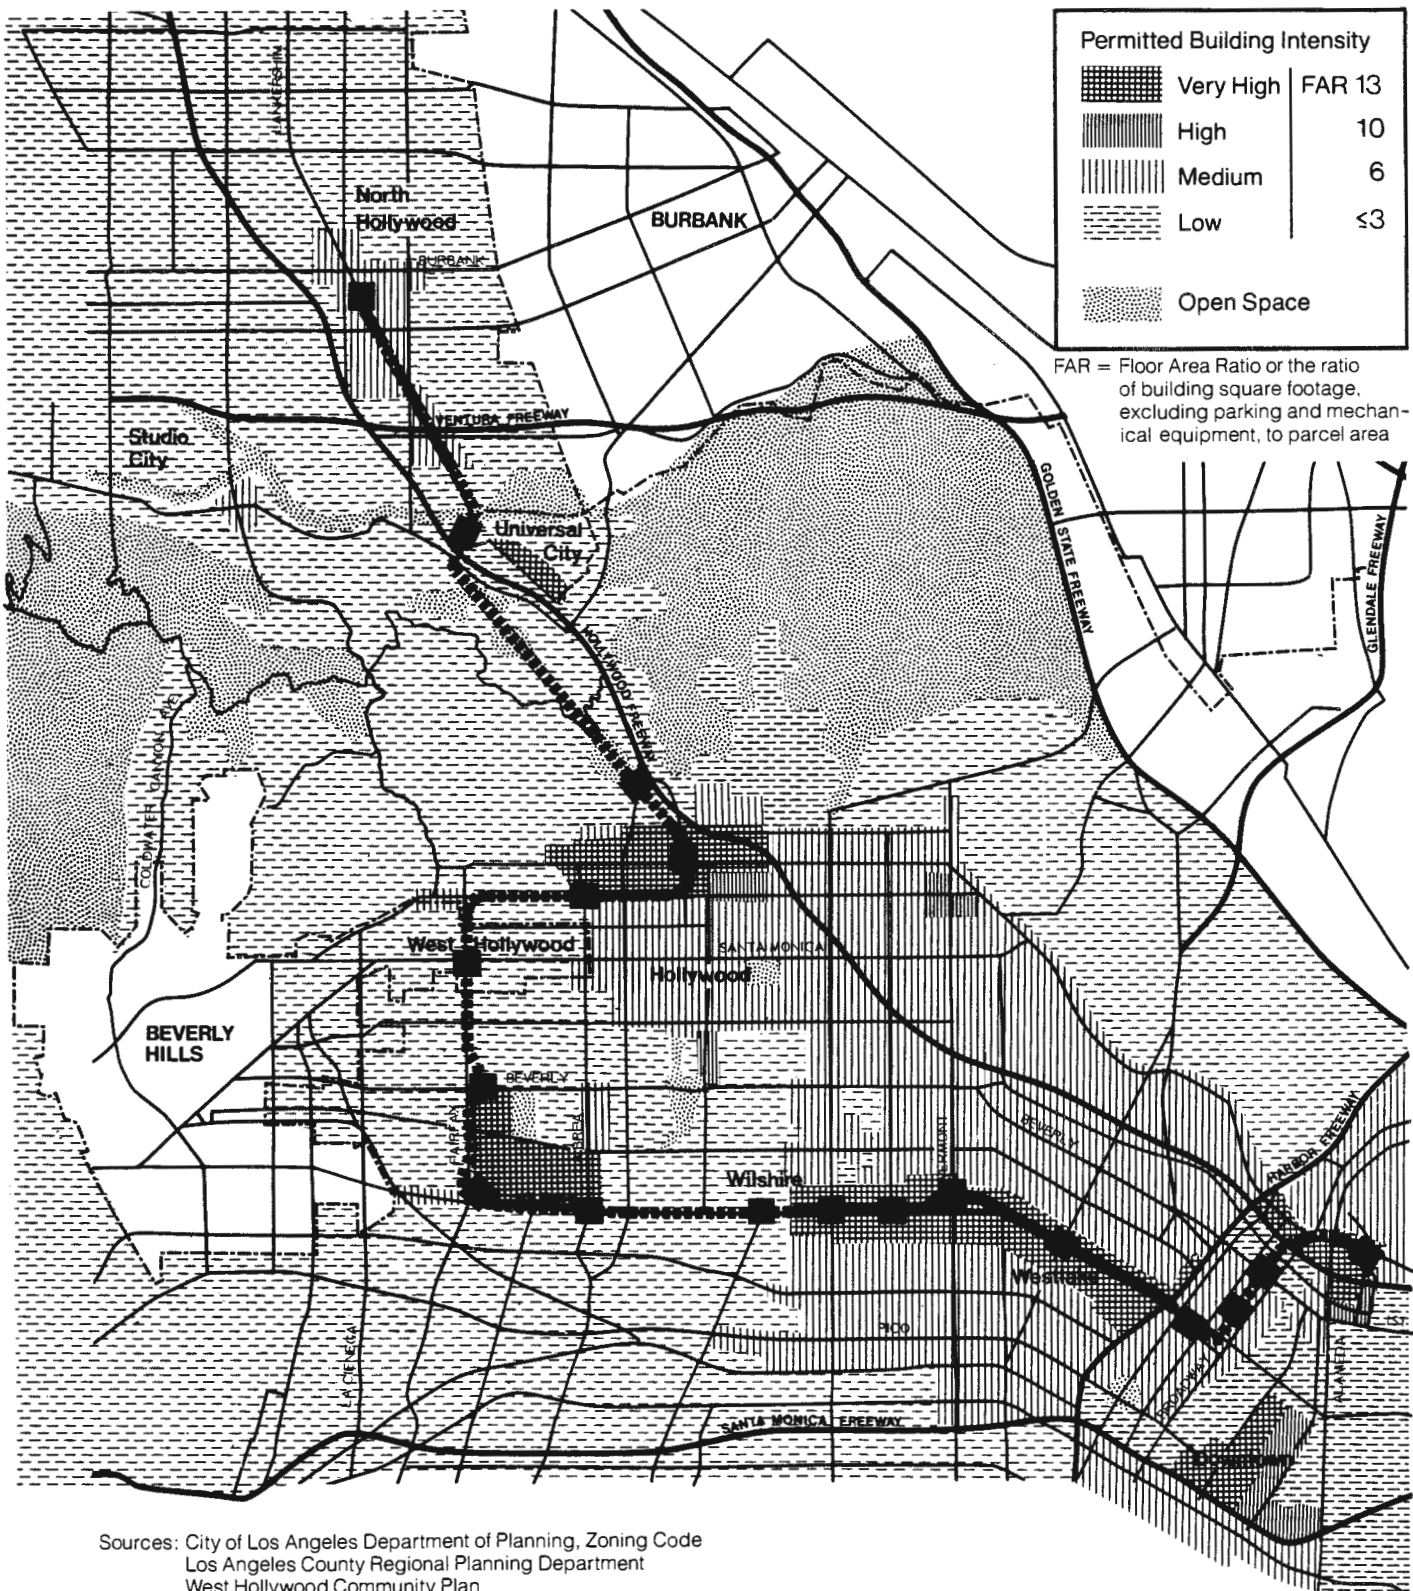 Permitted Building Intensity
Very High FAR 13
High 10
Medium 6
Low ≤3
Open Space
FAR = Floor Area Ratio or the ratio
of building square footage,
excluding parking and mechan-
ical equipment, to parcel area
LANKERSHIM
North
Hollywood
BURBANK
BURBANK
VENTURA FREEWAY
Studio
City
Universal
City
GOLDEN STATE FREEWAY
GLENDALE FREEWAY
HOLLYWOOD FREEWAY
COLDWATER CANYON AVE
West Hollywood
SANTA MONICA
Hollywood
BEVERLY
HILLS
BEVERLY
FAIRFAX
BEVERLY
HARBOR FREEWAY
Wilshire
PICO
LA CIENEGA
ALAMEDA
BROADWAY
SANTA MONICA FREEWAY
Downtown
Sources: City of Los Angeles Department of Planning, Zoning Code
Los Angeles County Regional Planning Department
West Hollywood Community Plan